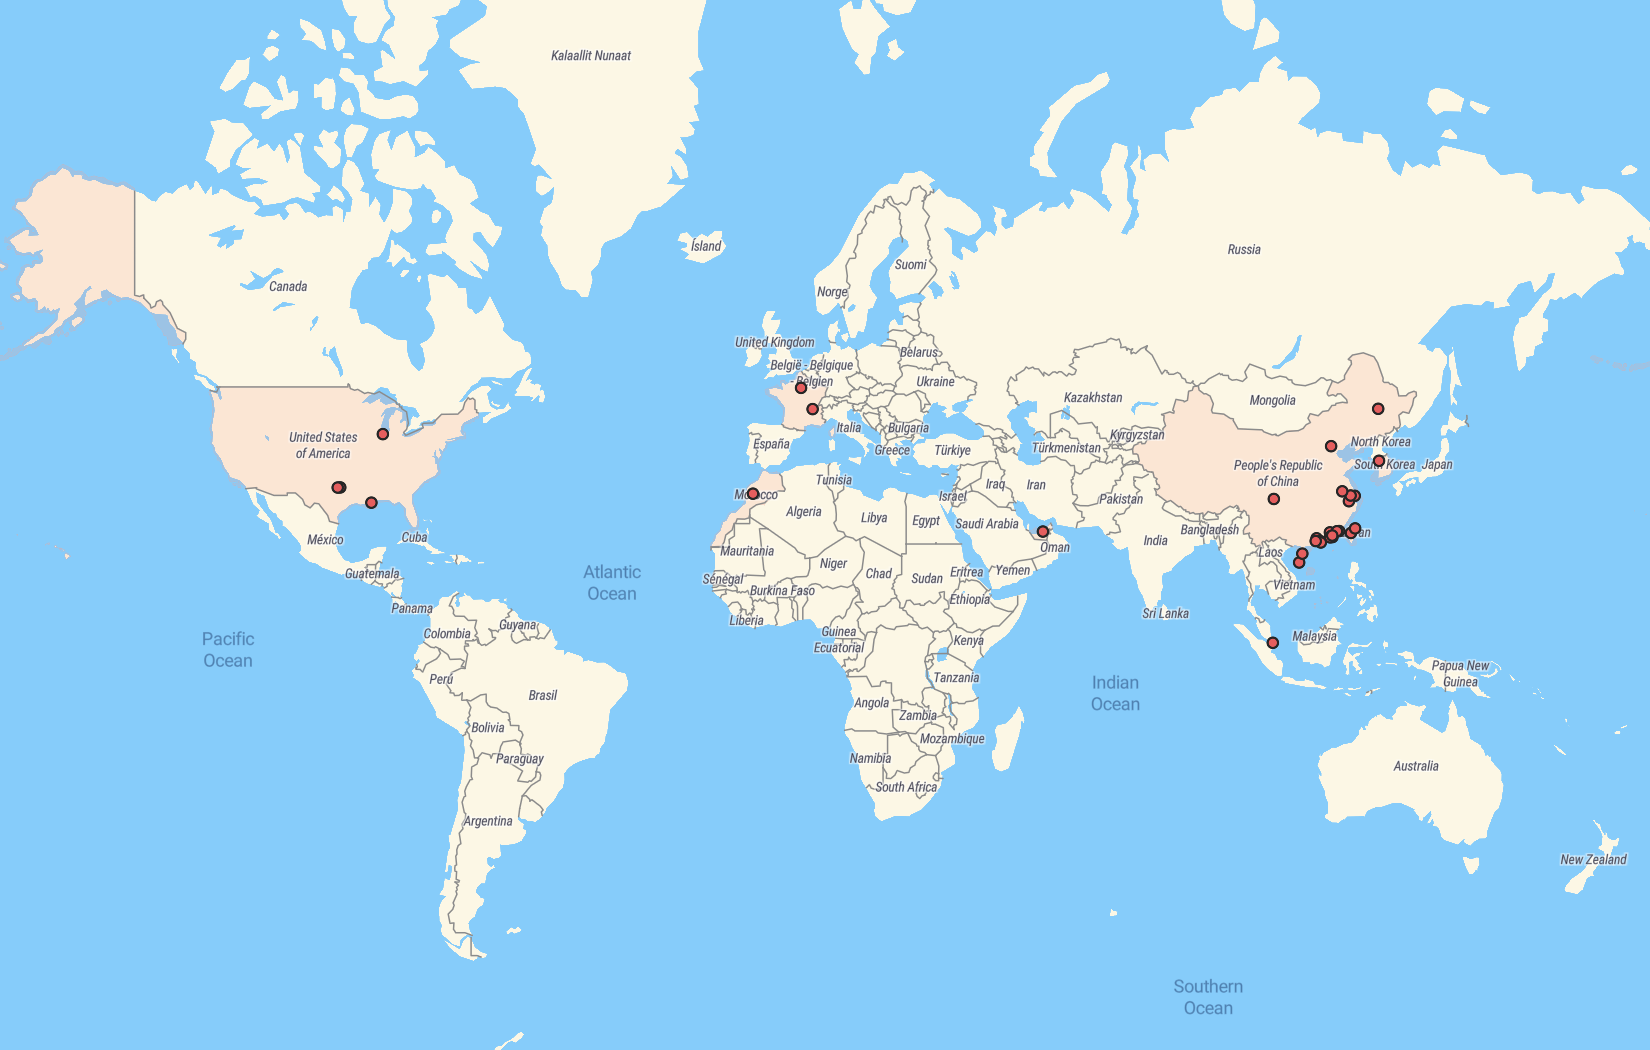 Kalaallit Nunaat
Ísland
Canada
Russia
Suomi
Norge
United Kingdom
België - Belgique
- Belgien
Belarus
Ukraine
Kazakhstan
Mongolia
United States
of America
España
Italia
Bulgaria
Greece
Türkiye
Türkmenistan
Kyrgyzstan
North Korea
South Korea
Japan
People's Republic
of China
Morocco
Tunisia
Algeria
Libya
Egypt
Israel
Iraq
Iran
Pakistan
Saudi Arabia
Oman
Yemen
India
Bangladesh
Laos
Vietnam
Sri Lanka
Malaysia
México
Cuba
Guatemala
Panama
Colombia
Guyana
Perú
Brasil
Bolivia
Paraguay
Argentina
Atlantic
Ocean
Pacific
Ocean
Mauritania
Sénégal
Burkina Faso
Niger
Chad
Sudan
Eritrea
Ethiopia
Liberia
Guinea
Ecuatorial
Kenya
Tanzania
Angola
Zambia
Mozambique
Namibia
South Africa
Indian
Ocean
Papua New
Guinea
Australia
New Zealand
Southern
Ocean